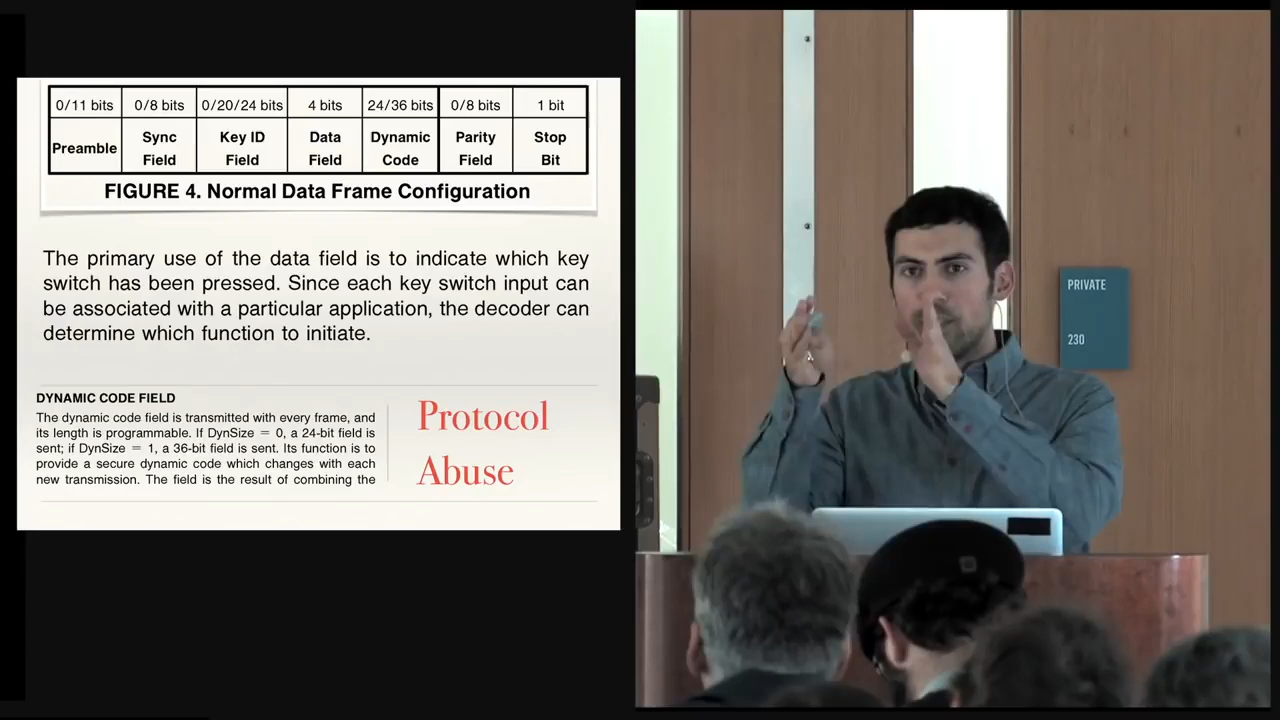 0/11 bits 0/8 bits 0/20/24 bits 4 bits 24/36 bits 0/8 bits 1 bit
Preamble Sync Field Key ID Field Data Field Dynamic Code Parity Field Stop Bit
FIGURE 4. Normal Data Frame Configuration
The primary use of the data field is to indicate which key
switch has been pressed. Since each key switch input can
be associated with a particular application, the decoder can
determine which function to initiate.
DYNAMIC CODE FIELD
The dynamic code field is transmitted with every frame, and
its length is programmable. If DynSize = 0, a 24-bit field is
sent; if DynSize = 1, a 36-bit field is sent. Its function is to
provide a secure dynamic code which changes with each
new transmission. The field is the result of combining the
Protocol
Abuse
PRIVATE
230